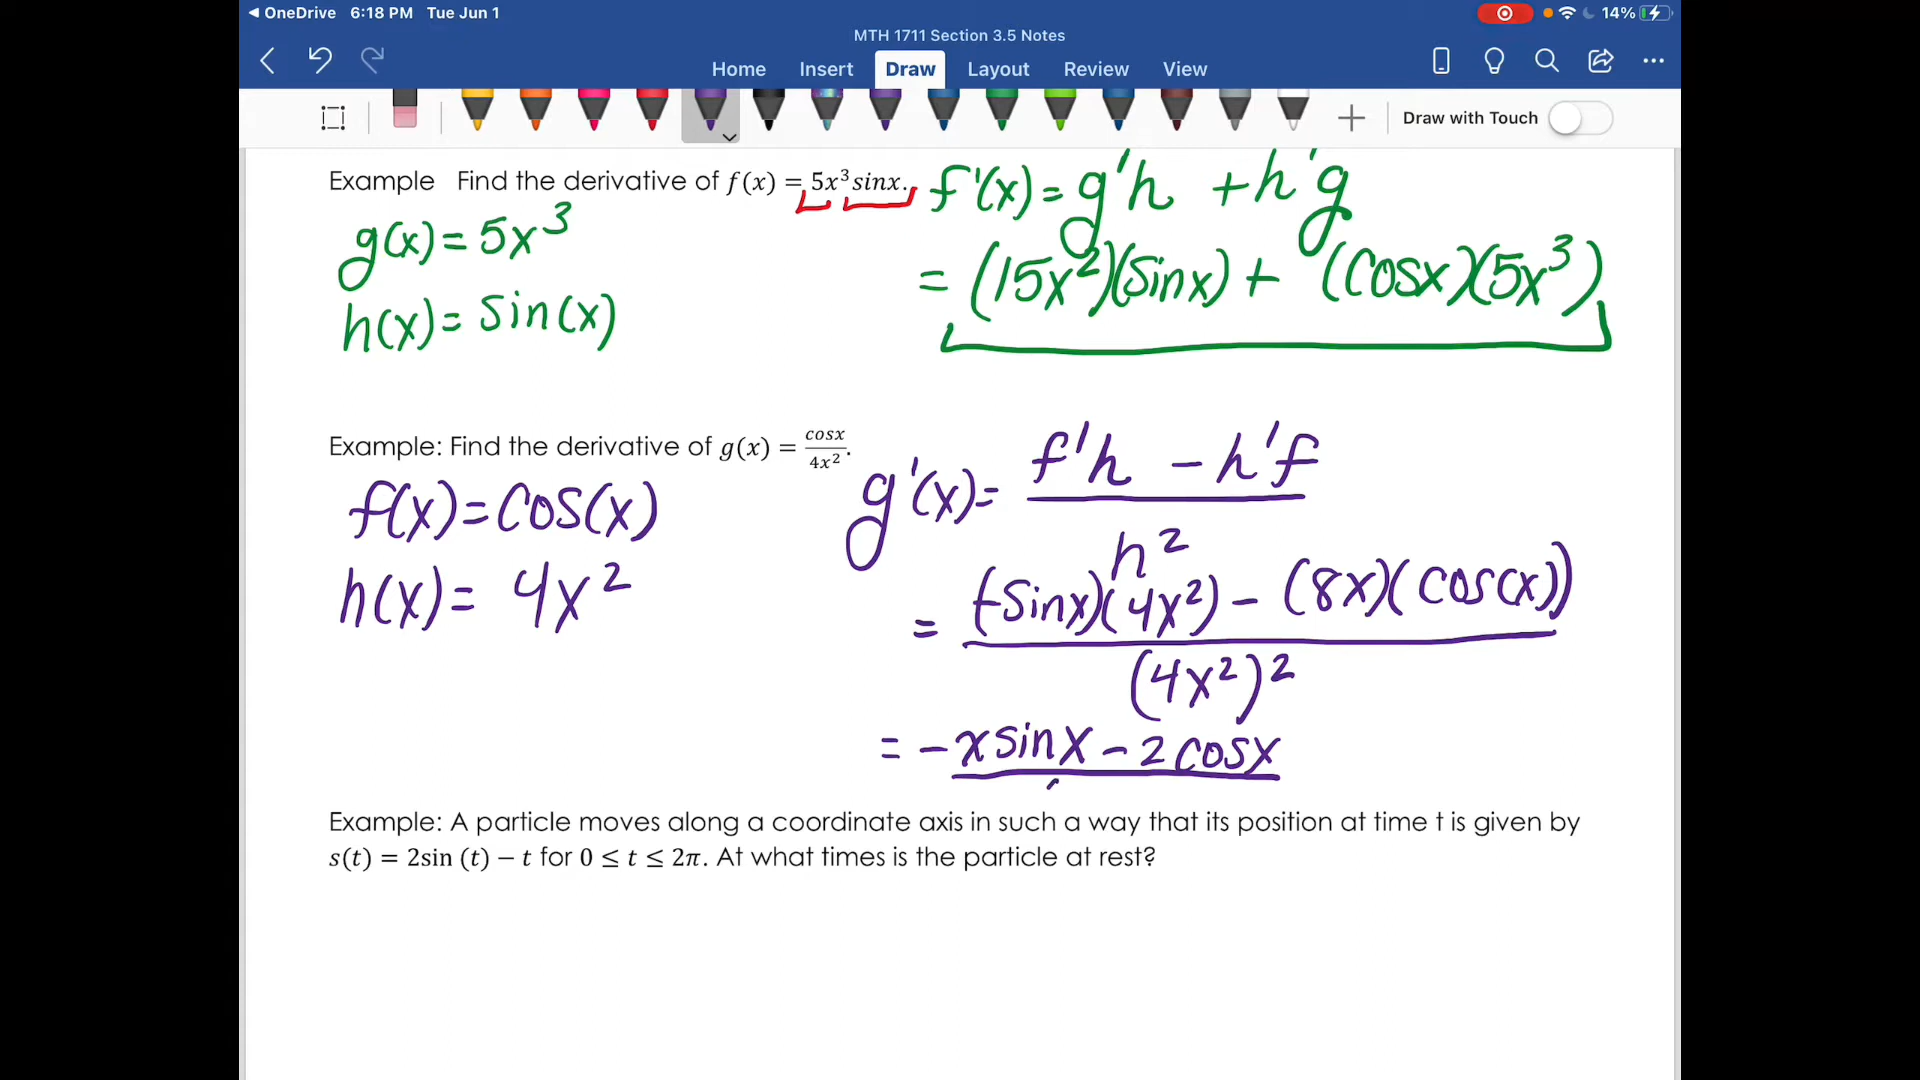 OneDrive 6:18 PM Tue Jun 1 14%
MTH 1711 Section 3.5 Notes
Home Insert Draw Layout Review View
Draw with Touch
Example Find the derivative of f(x) = 5x³sinx.
f'(x) = g'h + h'g
g(x) = 5x³
= (15x²)(sinx) + (cosx)(5x³)
h(x) = sin(x)
Example: Find the derivative of g(x) = cosx/4x².
g'(x) = f'h - h'f
h²
f(x) = cos(x)
h(x) = 4x²
= (-sinx)(4x²) - (8x)(cos(x))
(4x²)²
= -xsinx - 2cosx
Example: A particle moves along a coordinate axis in such a way that its position at time t is given by
s(t) = 2sin (t) − t for 0 ≤ t ≤ 2π. At what times is the particle at rest?